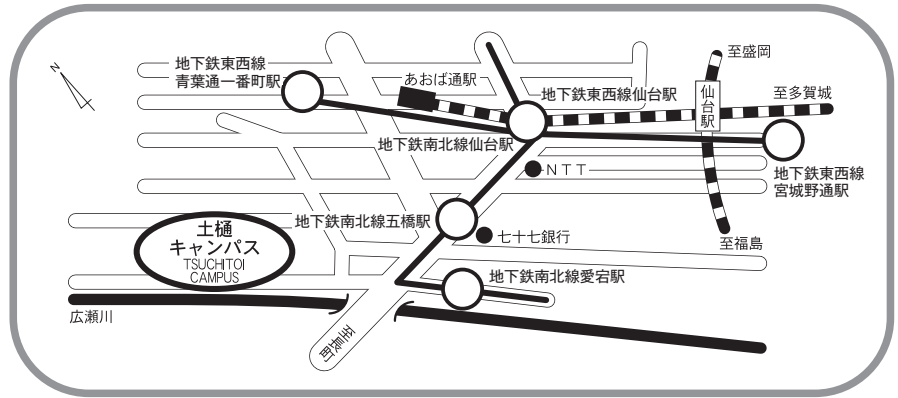 至盛岡
地下鉄東西線
青葉通一番町駅
N
あおば通駅
地下鉄東西線仙台駅
仙台駅
至多賀城
地下鉄南北線仙台駅
NTT
地下鉄東西線
宮城野通駅
地下鉄南北線五橋駅
土樋
キャンパス
TSUCHITOI
CAMPUS
七十七銀行
至福島
地下鉄南北線愛宕駅
広瀬川
至長町